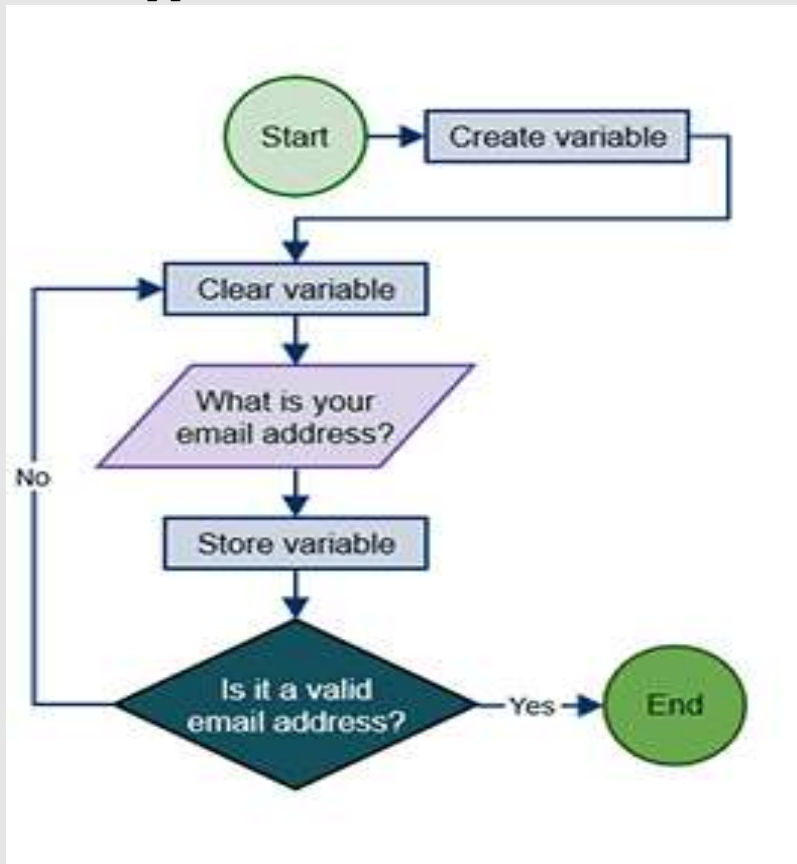 Start
Create variable
Clear variable
What is your
email address?
No
Store variable
Is it a valid
email address?
Yes
End